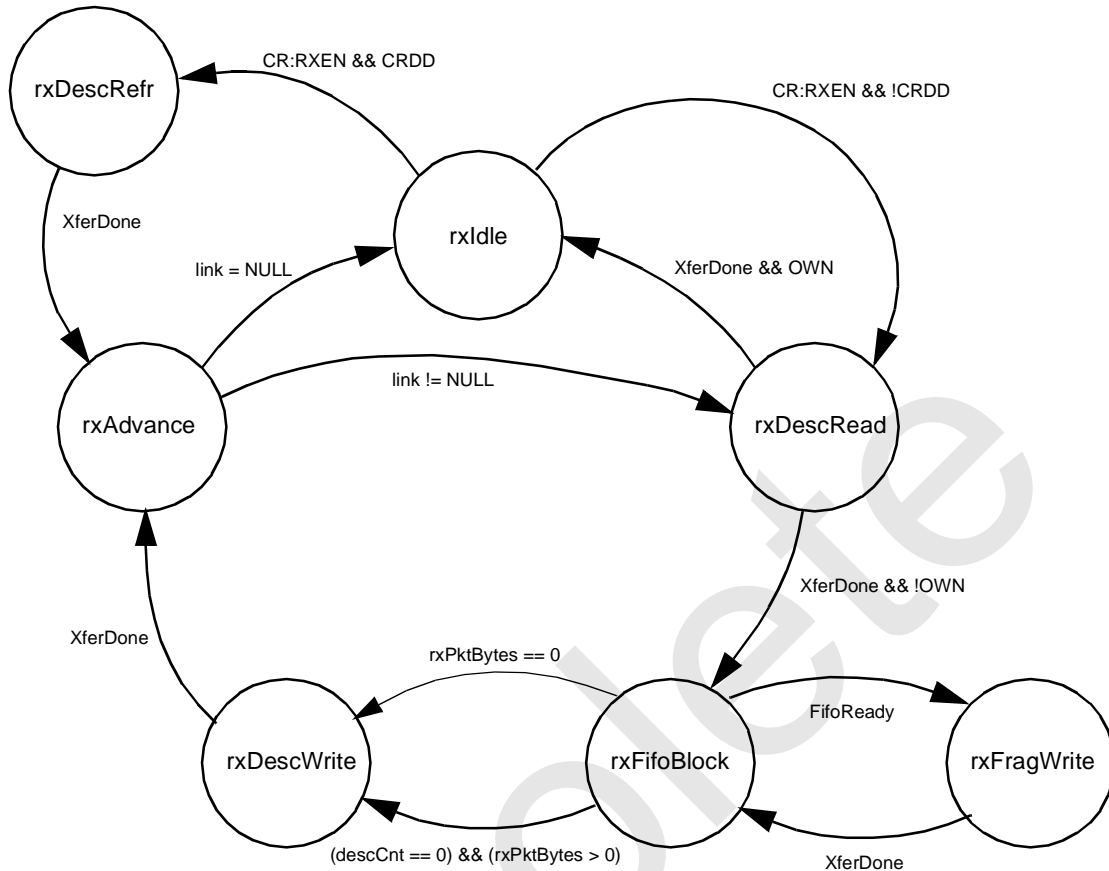 CR:RXEN && CRDD
rxDescRefr
CR:RXEN && !CRDD
XferDone
rxIdle
link = NULL
XferDone && OWN
link != NULL
rxAdvance
rxDescRead
XferDone && !OWN
XferDone
rxPktBytes == 0
FifoReady
rxDescWrite
rxFifoBlock
rxFragWrite
(descCnt == 0) && (rxPktBytes > 0)
XferDone
olete